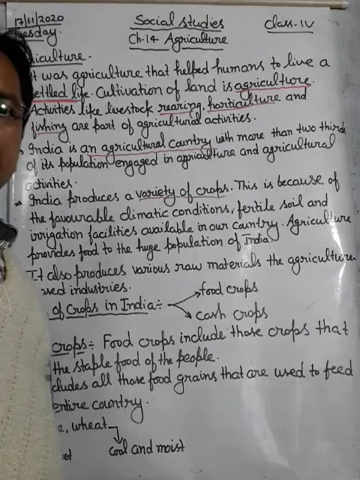 17/11/2020 Social studies Class-IV
Tuesday Ch-14 Agriculture
iculture
It was agriculture that helped humans to live a
settled life. Cultivation of land is agriculture.
Activities like livestock rearing, horticulture and
fishing are part of agricultural activities.
India is an agricultural country with more than two thirds
of its population engaged in agriculture and agricultural
activities.
India produces a variety of crops. This is because of
the favourable climatic conditions, fertile soil and
irrigation facilities available in our country. Agriculture
provides food to the huge population of India
It also produces various raw materials the agriculture
sed industries.
of Crops in India:- food crops
cash crops
crops:- Food crops include those crops that
the staple food of the people.
cludes all those food grains that are used to feed
entire country.
e, wheat
Cool and moist